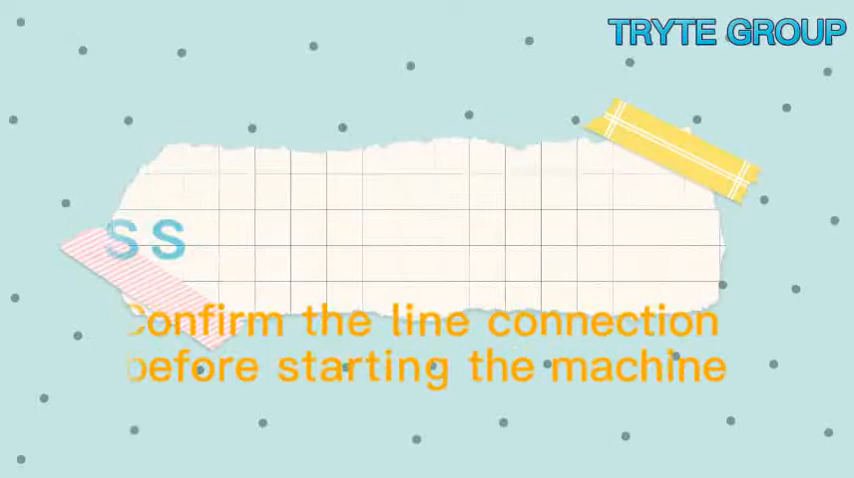 TRYTE GROUP
SS
Confirm the line connection
before starting the machine